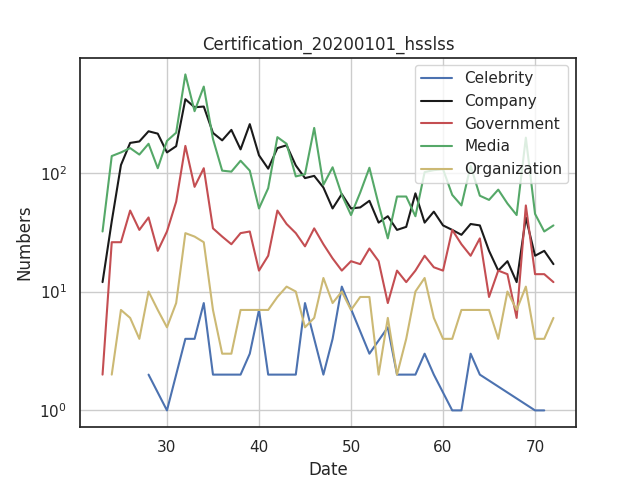 Certification_20200101_hsslss
Celebrity
Company
Government
Media
Organization
Numbers
10²
10¹
10⁰
30 40 50 60 70
Date